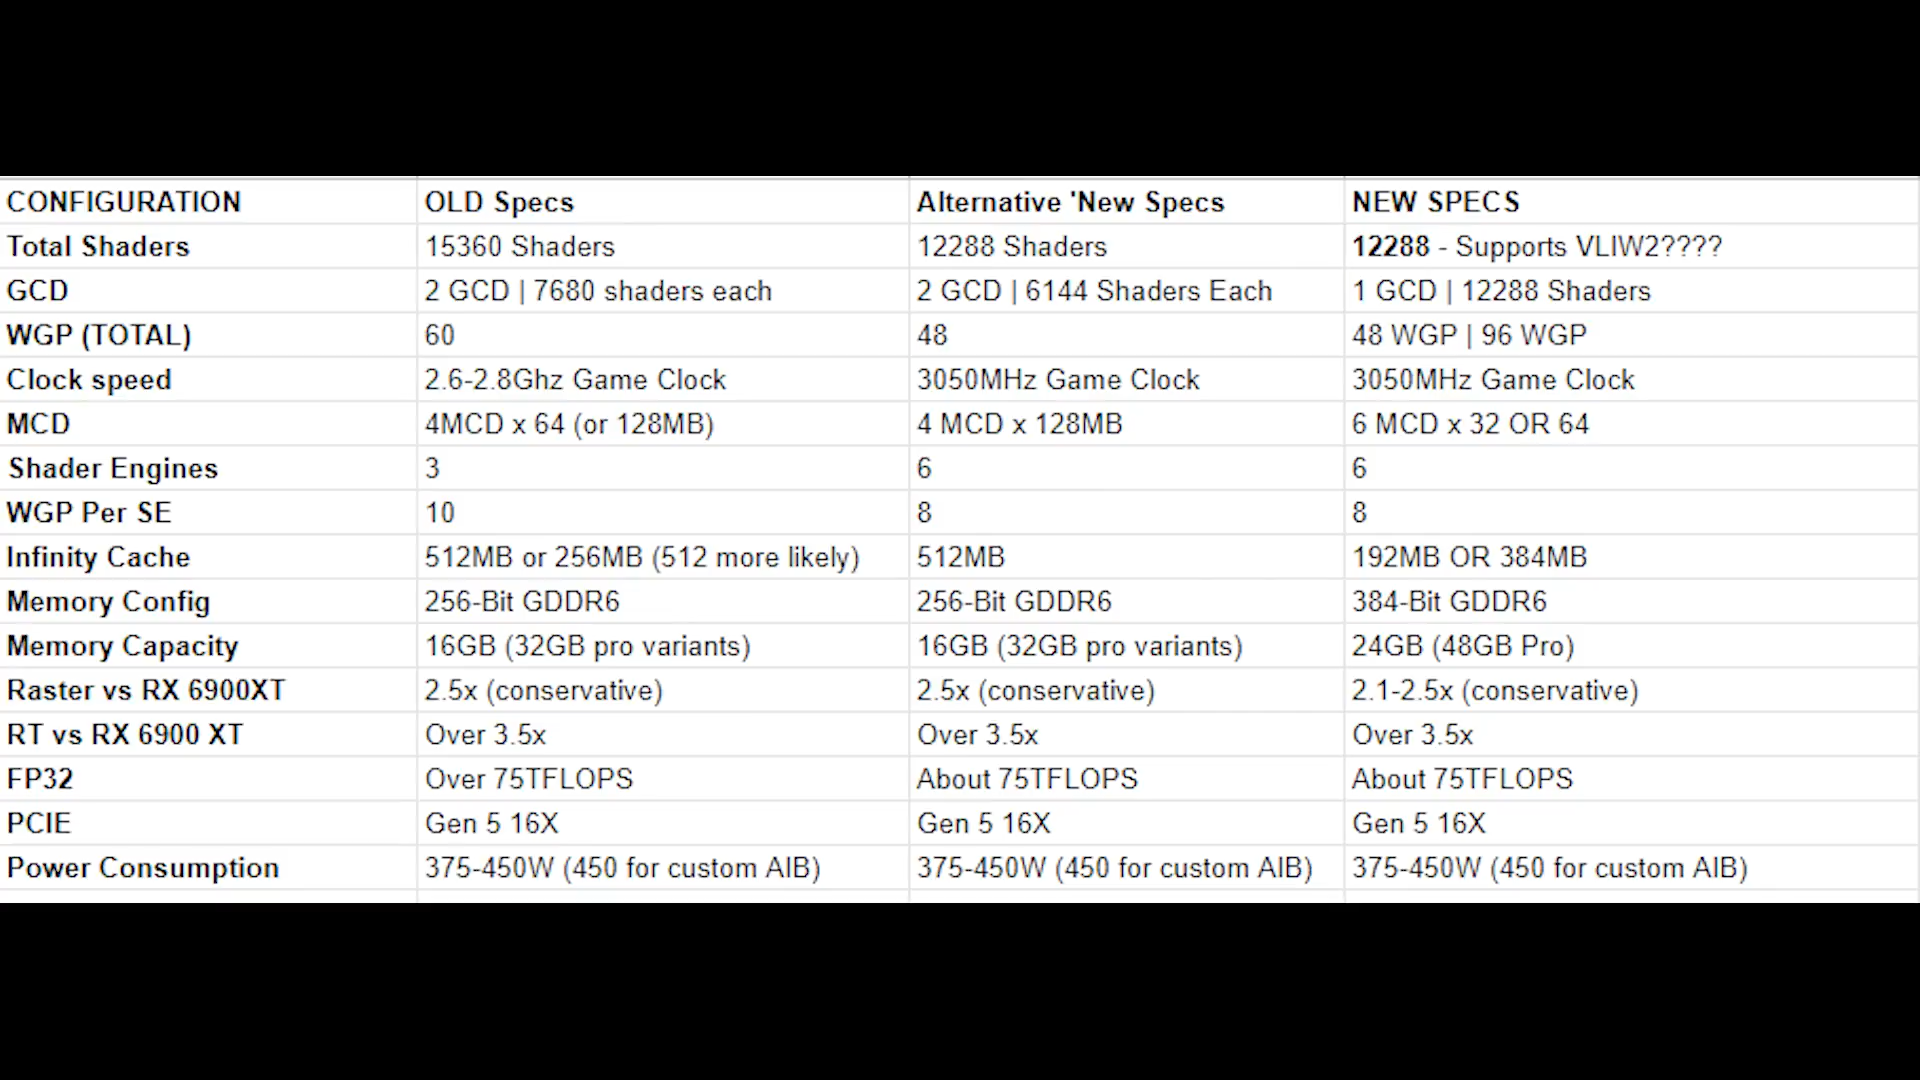 CONFIGURATION OLD Specs Alternative 'New Specs NEW SPECS
Total Shaders 15360 Shaders 12288 Shaders 12288 - Supports VLIW2????
GCD 2 GCD | 7680 shaders each 2 GCD | 6144 Shaders Each 1 GCD | 12288 Shaders
WGP (TOTAL) 60 48 48 WGP | 96 WGP
Clock speed 2.6-2.8Ghz Game Clock 3050MHz Game Clock 3050MHz Game Clock
MCD 4MCD x 64 (or 128MB) 4 MCD x 128MB 6 MCD x 32 OR 64
Shader Engines 3 6 6
WGP Per SE 10 8 8
Infinity Cache 512MB or 256MB (512 more likely) 512MB 192MB OR 384MB
Memory Config 256-Bit GDDR6 256-Bit GDDR6 384-Bit GDDR6
Memory Capacity 16GB (32GB pro variants) 16GB (32GB pro variants) 24GB (48GB Pro)
Raster vs RX 6900XT 2.5x (conservative) 2.5x (conservative) 2.1-2.5x (conservative)
RT vs RX 6900 XT Over 3.5x Over 3.5x Over 3.5x
FP32 Over 75TFLOPS About 75TFLOPS About 75TFLOPS
PCIE Gen 5 16X Gen 5 16X Gen 5 16X
Power Consumption 375-450W (450 for custom AIB) 375-450W (450 for custom AIB) 375-450W (450 for custom AIB)